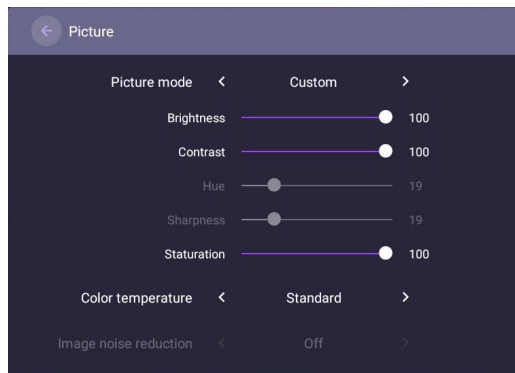 Picture
Picture mode < Custom >
Brightness 100
Contrast 100
Hue 19
Sharpness 19
Staturation 100
Color temperature < Standard >
Image noise reduction < Off >